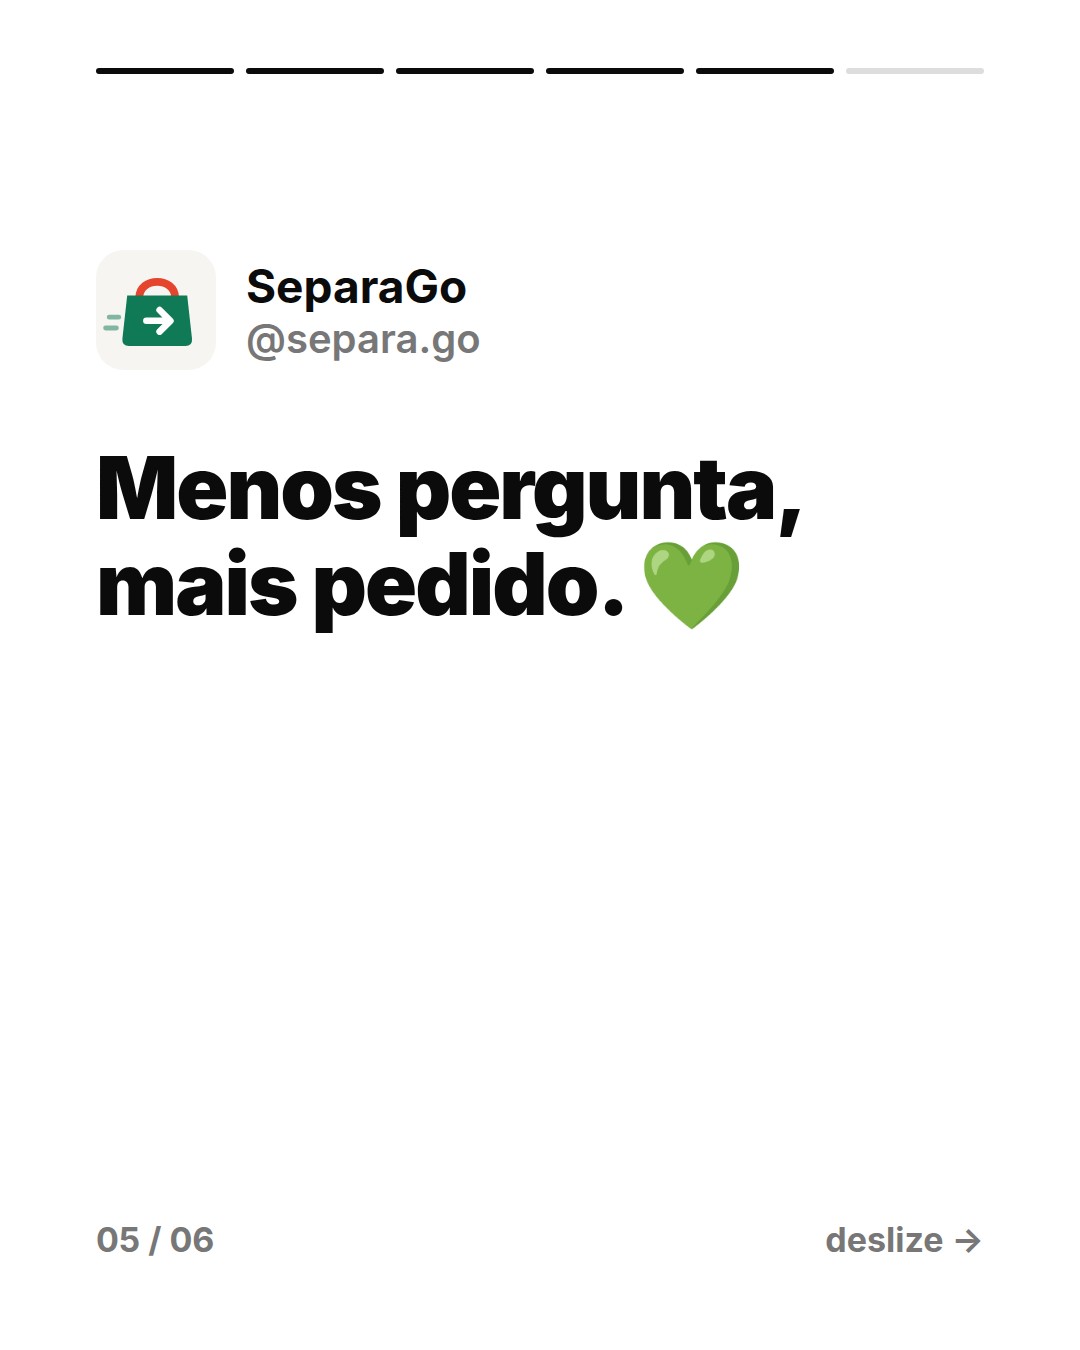 SeparaGo
@separa.go
Menos pergunta,
mais pedido. 💚
05 / 06
deslize →